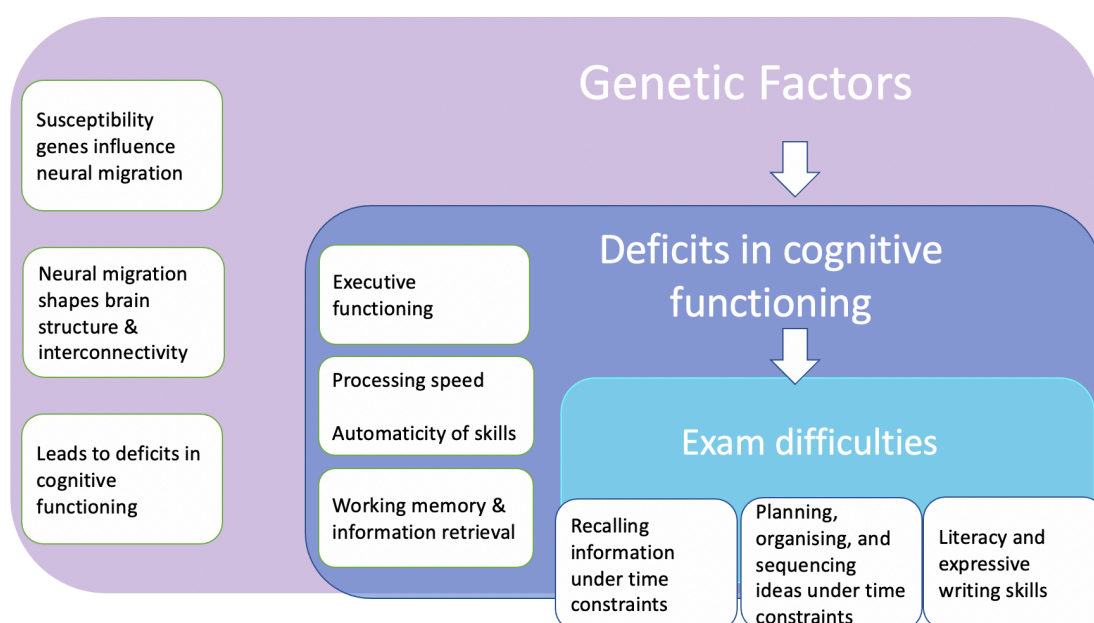 Genetic Factors
Susceptibility
genes influence
neural migration
Neural migration
shapes brain
structure &
interconnectivity
Leads to deficits in
cognitive
functioning
Deficits in cognitive
functioning
Executive
functioning
Processing speed
Automaticity of skills
Working memory &
information retrieval
Exam difficulties
Recalling
information
under time
constraints
Planning,
organising, and
sequencing
ideas under time
constraints
Literacy and
expressive
writing skills